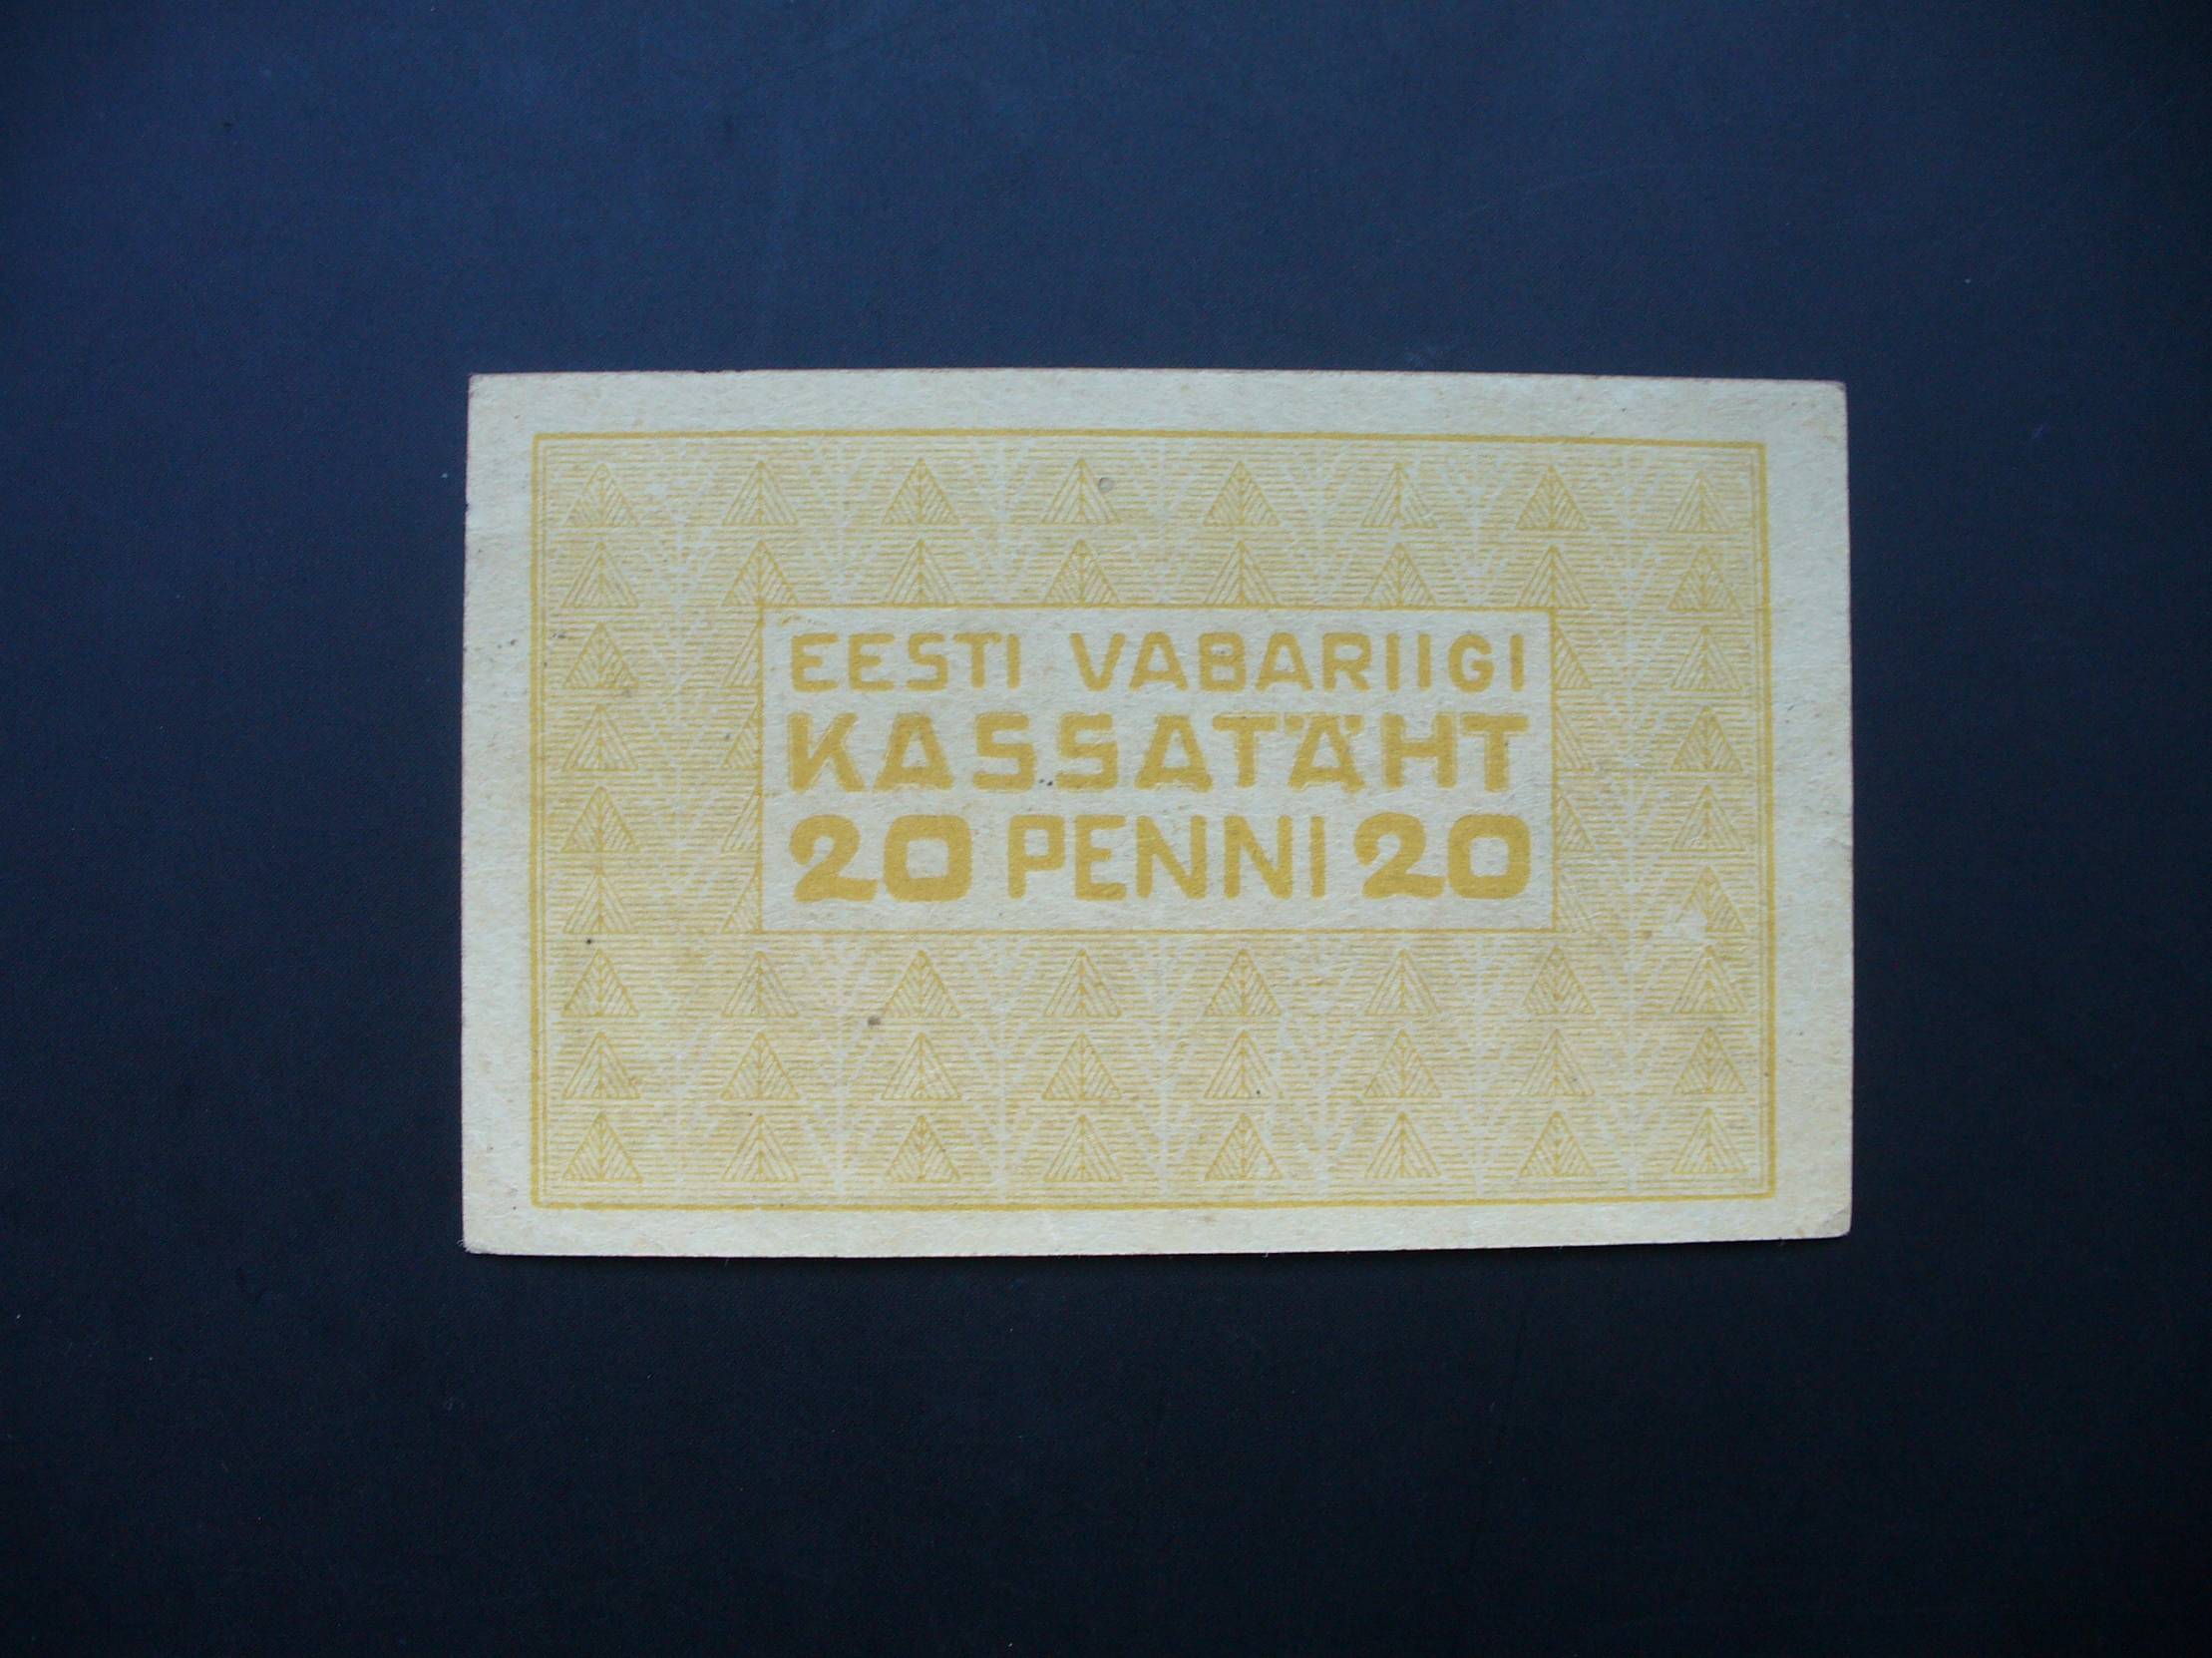 EESTI VABARIIGI
KASSATÄHT
20 PENNI 20